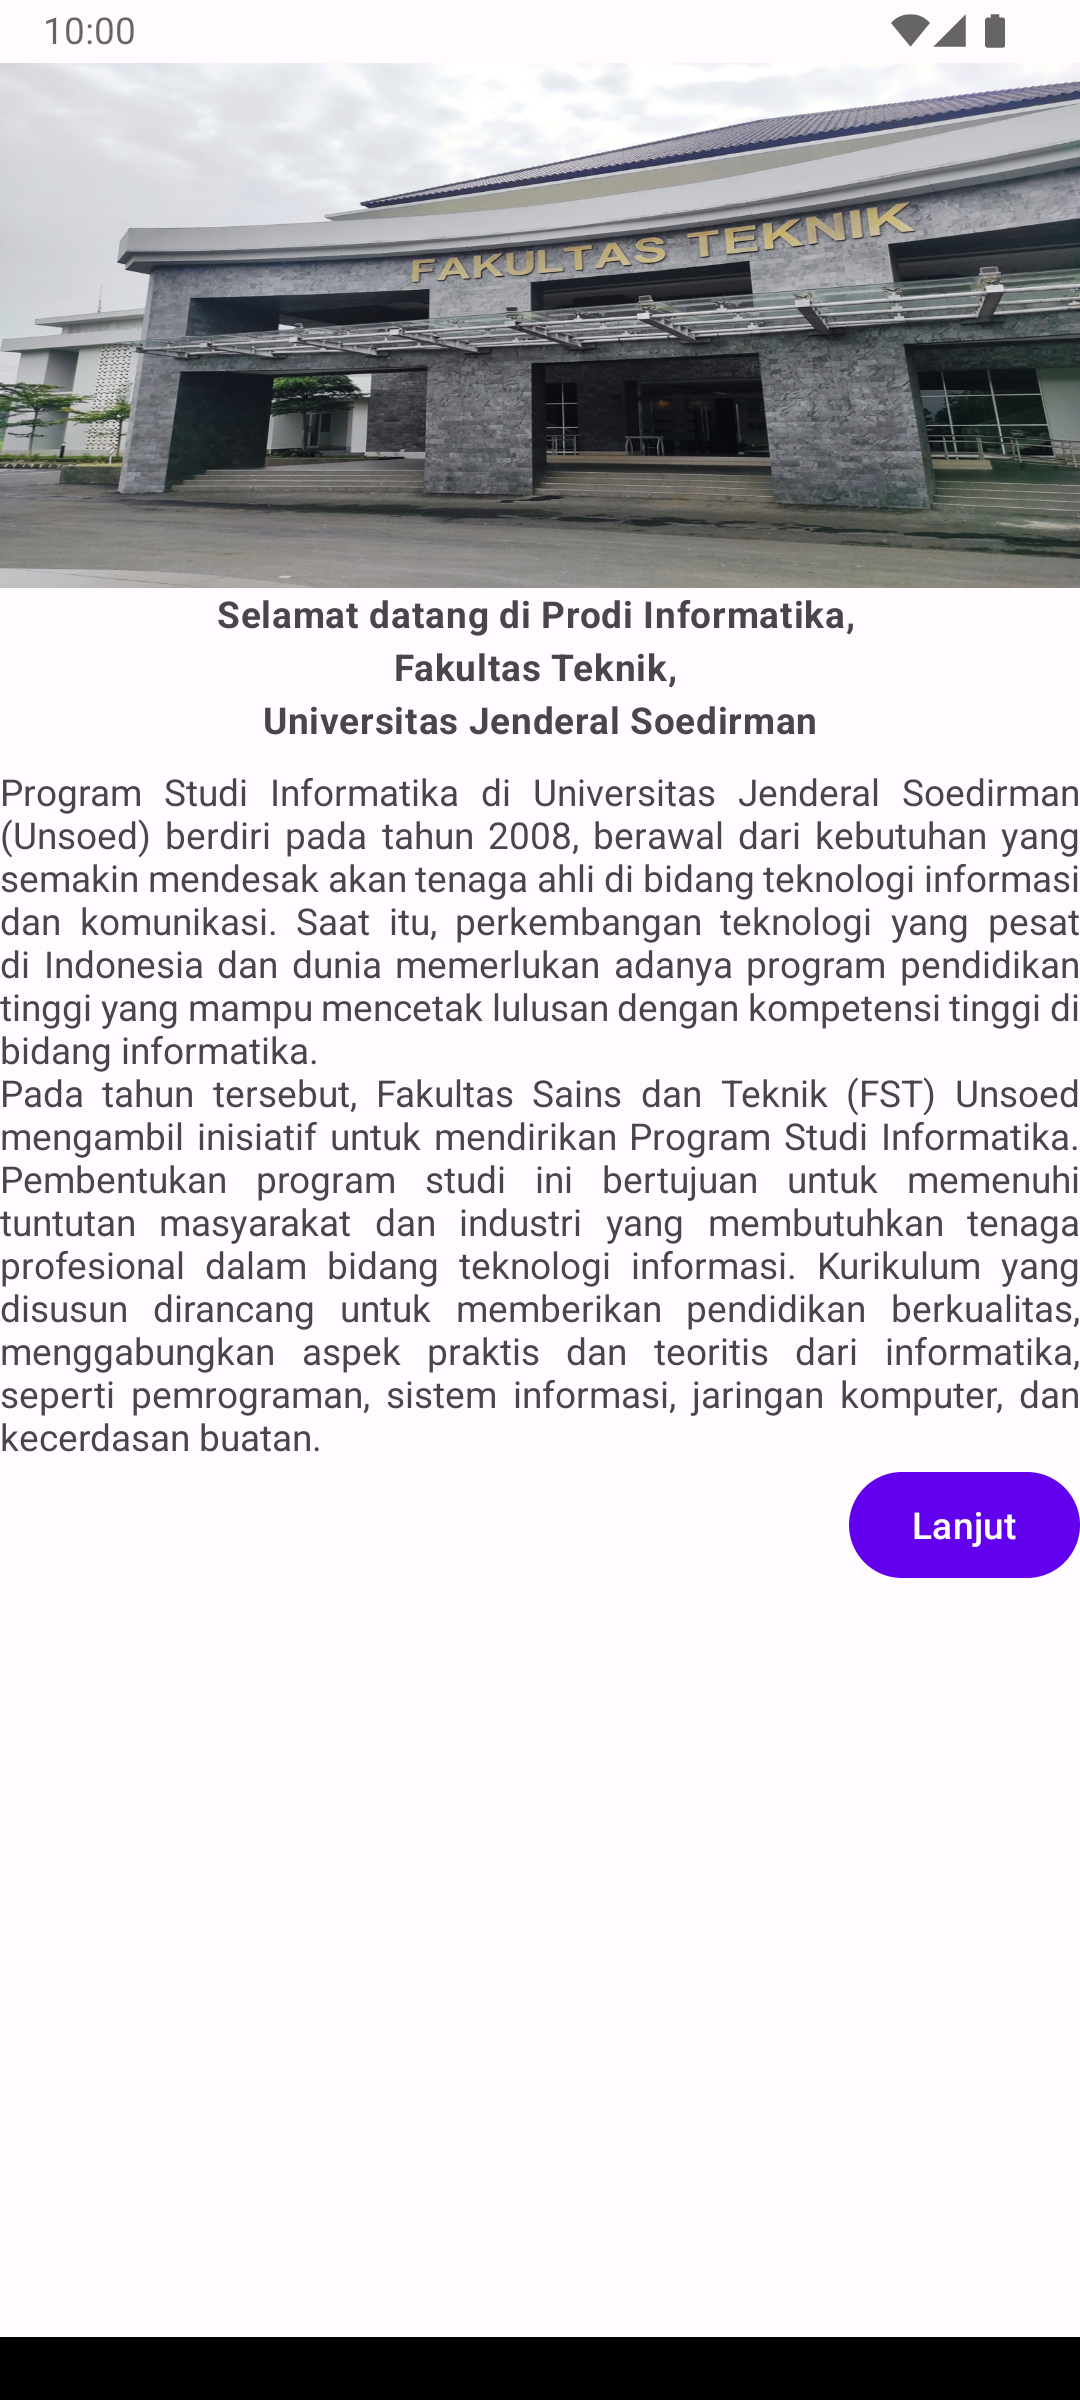 10:00
FAKULTAS TEKNIK
Selamat datang di Prodi Informatika,
Fakultas Teknik,
Universitas Jenderal Soedirman
Program Studi Informatika di Universitas Jenderal Soedirman
(Unsoed) berdiri pada tahun 2008, berawal dari kebutuhan yang
semakin mendesak akan tenaga ahli di bidang teknologi informasi
dan komunikasi. Saat itu, perkembangan teknologi yang pesat
di Indonesia dan dunia memerlukan adanya program pendidikan
tinggi yang mampu mencetak lulusan dengan kompetensi tinggi di
bidang informatika.
Pada tahun tersebut, Fakultas Sains dan Teknik (FST) Unsoed
mengambil inisiatif untuk mendirikan Program Studi Informatika.
Pembentukan program studi ini bertujuan untuk memenuhi
tuntutan masyarakat dan industri yang membutuhkan tenaga
profesional dalam bidang teknologi informasi. Kurikulum yang
disusun dirancang untuk memberikan pendidikan berkualitas,
menggabungkan aspek praktis dan teoritis dari informatika,
seperti pemrograman, sistem informasi, jaringan komputer, dan
kecerdasan buatan.
Lanjut